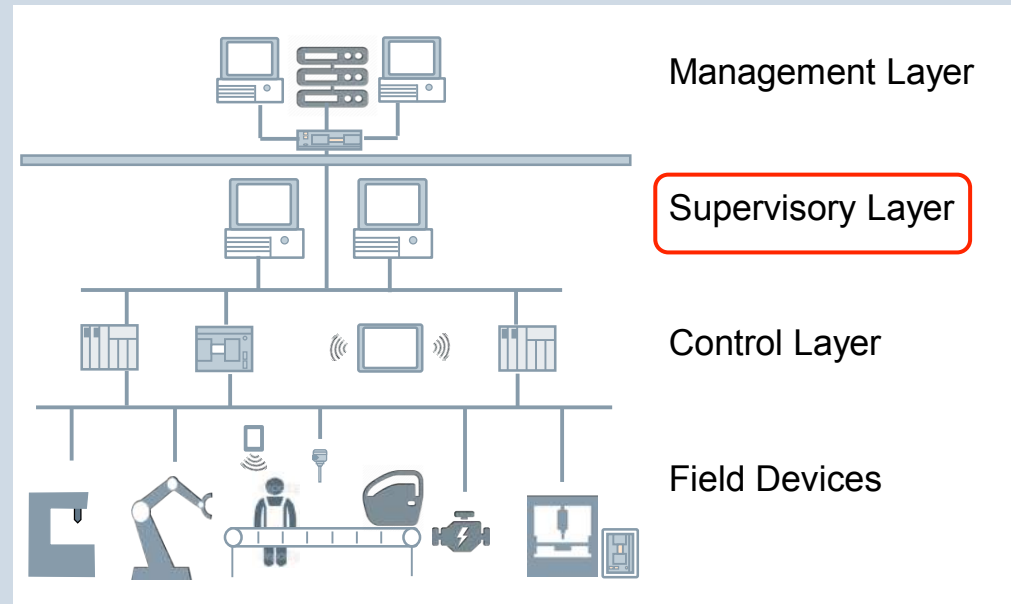 Management Layer
Supervisory Layer
Control Layer
Field Devices